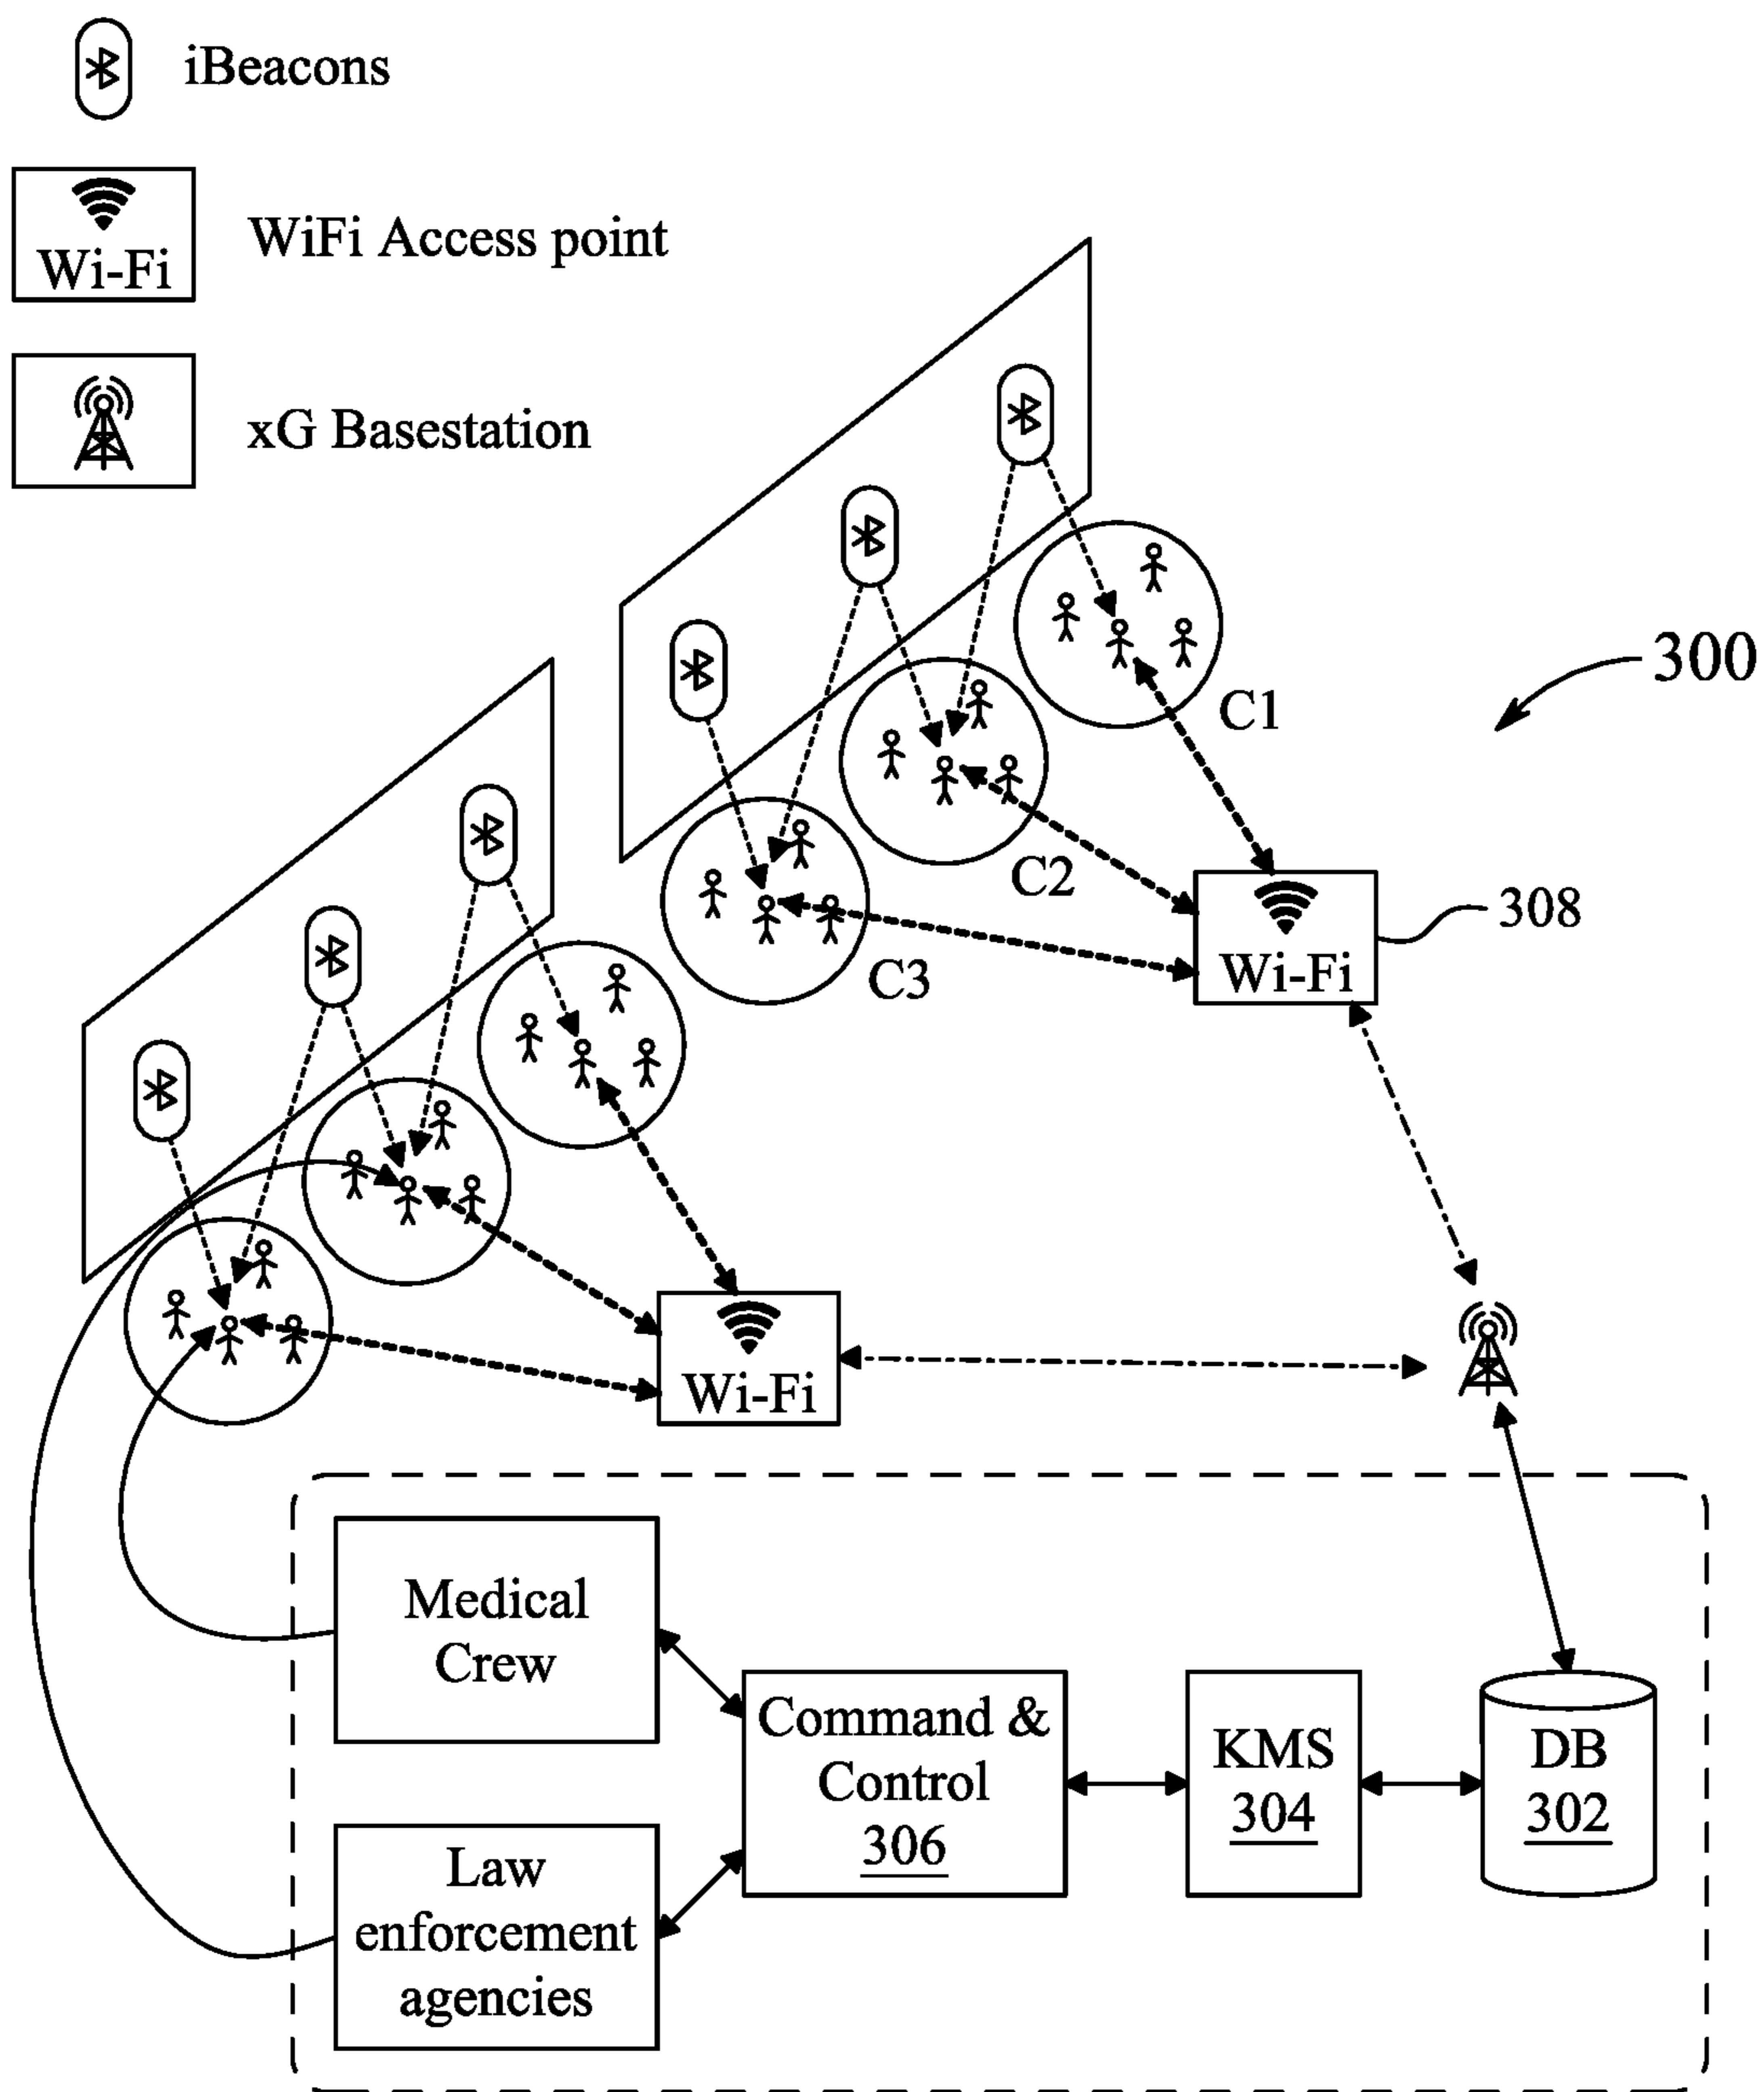 iBeacons
Wi-Fi
WiFi Access point
xG Basestation
300
C1
C2
C3
308
Wi-Fi
Wi-Fi
Medical
Crew
Command &
Control
306
KMS
304
DB
302
Law
enforcement
agencies